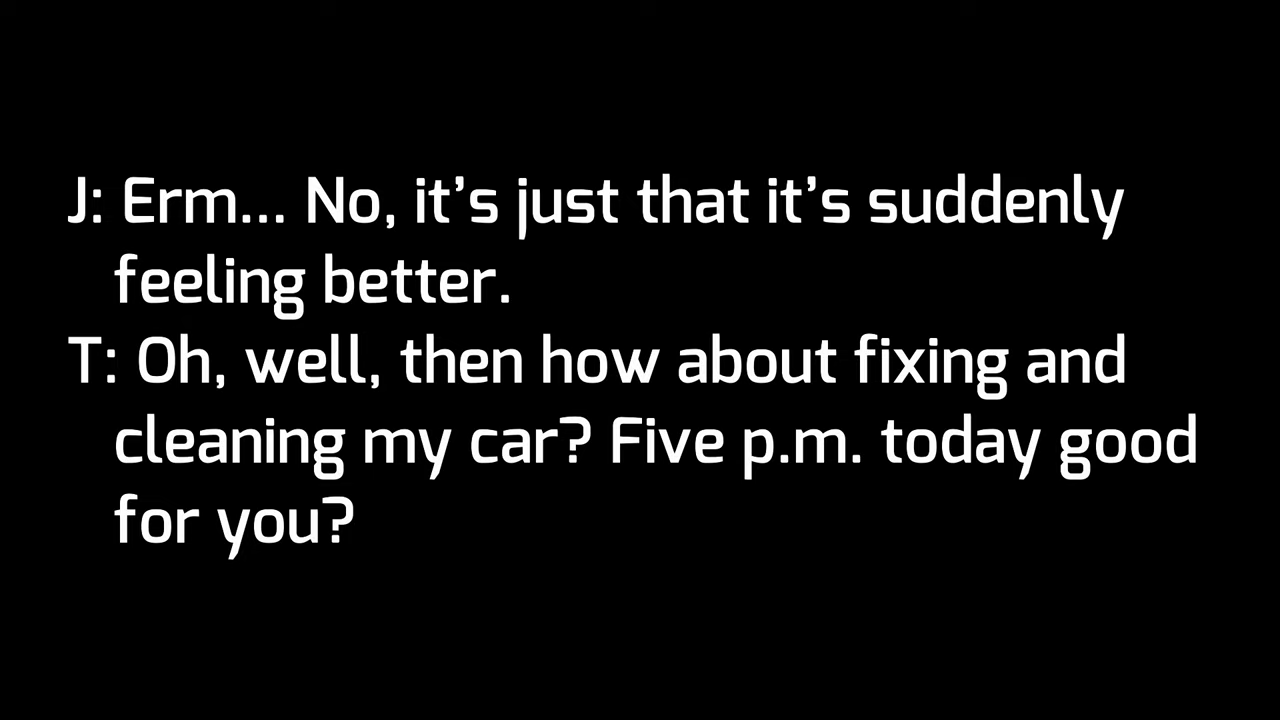 J: Erm... No, it’s just that it’s suddenly
feeling better.
T: Oh, well, then how about fixing and
cleaning my car? Five p.m. today good
for you?